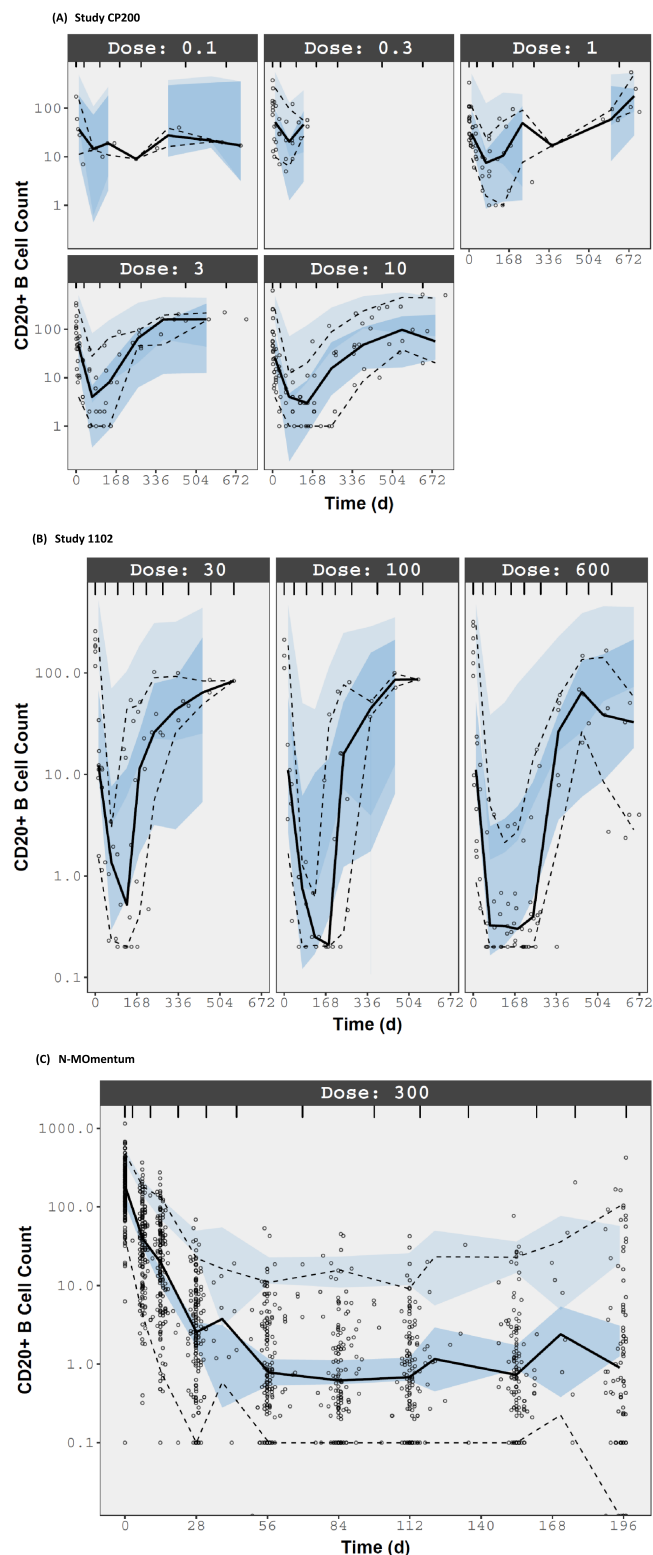 (A) Study CP200
Dose: 0.1
Dose: 0.3
Dose: 1
100
10
1
CD20+ B Cell Count
168
336
504
672
Dose: 3
Dose: 10
100
10
1
0
168
336
504
672
0
168
336
504
672
Time (d)
(B) Study 1102
Dose: 30
Dose: 100
Dose: 600
100.0
10.0
1.0
0.1
CD20+ B Cell Count
0
168
336
504
672
0
168
336
504
672
0
168
336
504
672
Time (d)
(C) N-MOmentum
Dose: 300
1000.0
100.0
10.0
1.0
0.1
CD20+ B Cell Count
0
28
56
84
112
140
168
196
Time (d)